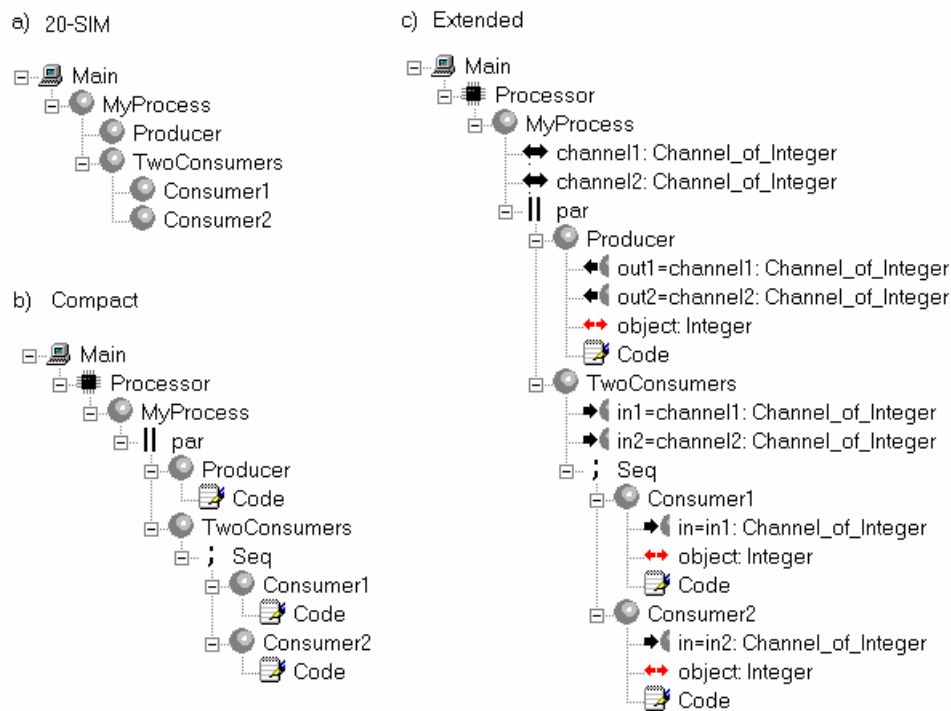 a) 20-SIM
Main
MyProcess
Producer
TwoConsumers
Consumer1
Consumer2
b) Compact
Main
Processor
MyProcess
par
Producer
Code
TwoConsumers
; Seq
Consumer1
Code
Consumer2
Code
c) Extended
Main
Processor
MyProcess
channel1: Channel_of_Integer
channel2: Channel_of_Integer
par
Producer
out1=channel1: Channel_of_Integer
out2=channel2: Channel_of_Integer
object: Integer
Code
TwoConsumers
in1=channel1: Channel_of_Integer
in2=channel2: Channel_of_Integer
; Seq
Consumer1
in=in1: Channel_of_Integer
object: Integer
Code
Consumer2
in=in2: Channel_of_Integer
object: Integer
Code